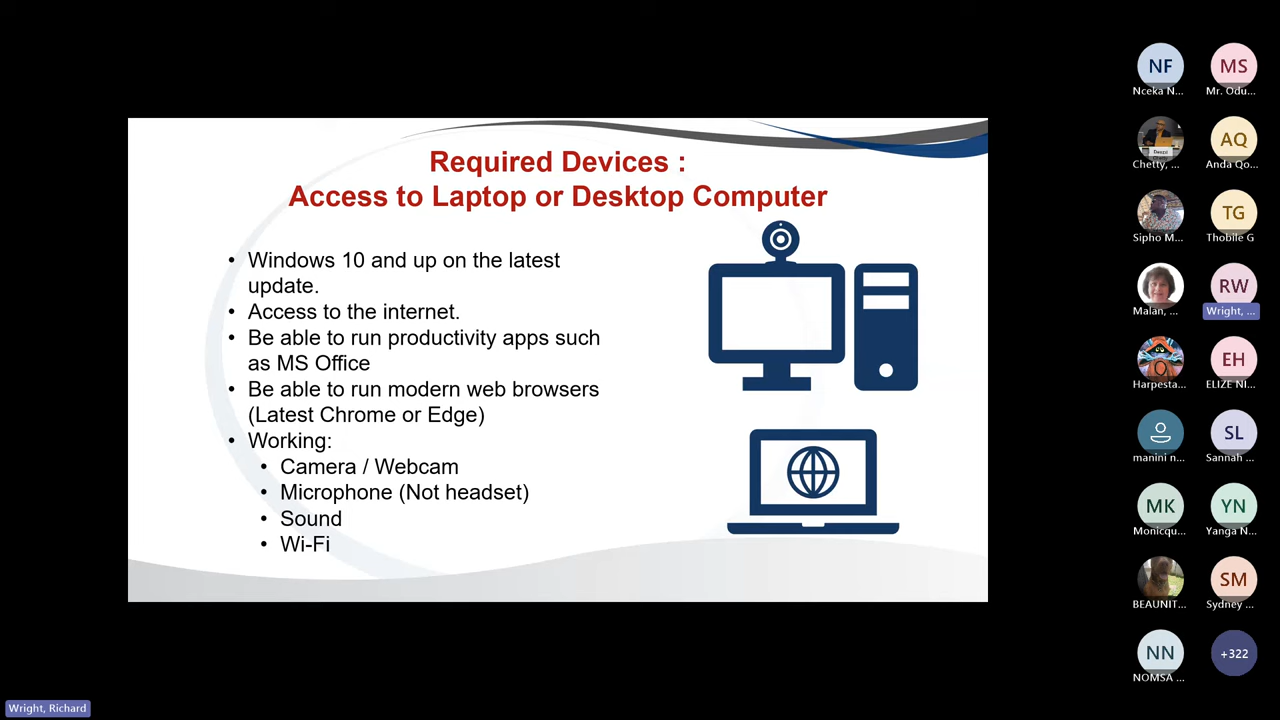 Required Devices :
Access to Laptop or Desktop Computer
• Windows 10 and up on the latest
update.
• Access to the internet.
• Be able to run productivity apps such
as MS Office
• Be able to run modern web browsers
(Latest Chrome or Edge)
• Working:
• Camera / Webcam
• Microphone (Not headset)
• Sound
• Wi-Fi
NF
Nceka N...
MS
Mr. Odu...
Chetty, ...
AQ
Anda Qo...
Sipho M...
TG
Thobile G
Malan, ...
RW
Wright, ...
Harpesta...
EH
ELIZE NI...
manini n...
SL
Sannah ...
MK
Monicqu...
YN
Yanga N...
BEAUNIT...
SM
Sydney ...
NN
NOMSA ...
+322
Wright, Richard